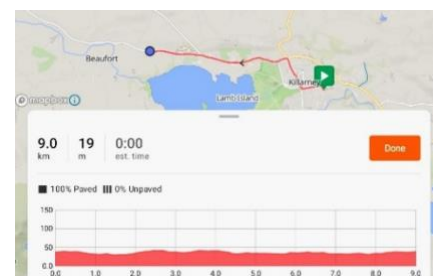 Beaufort
Killarney
mapbox
Lamb Island
9.0
19
0:00
km
m
est. time
Done
100% Paved
0% Unpaved
150
100
50
0.0
0.0 1.0 2.0 3.0 4.0 5.0 6.0 7.0 8.0 9.0